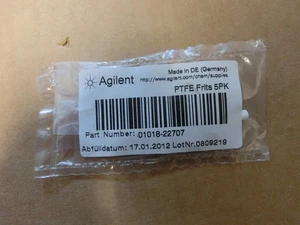 Agilent
Made in DE (Germany)
http://www.agilent.com/chem/supplies
PTFE Frits 5PK
Part Number: 01018-22707
Abfülldatum: 17.01.2012 LotNr.0809219